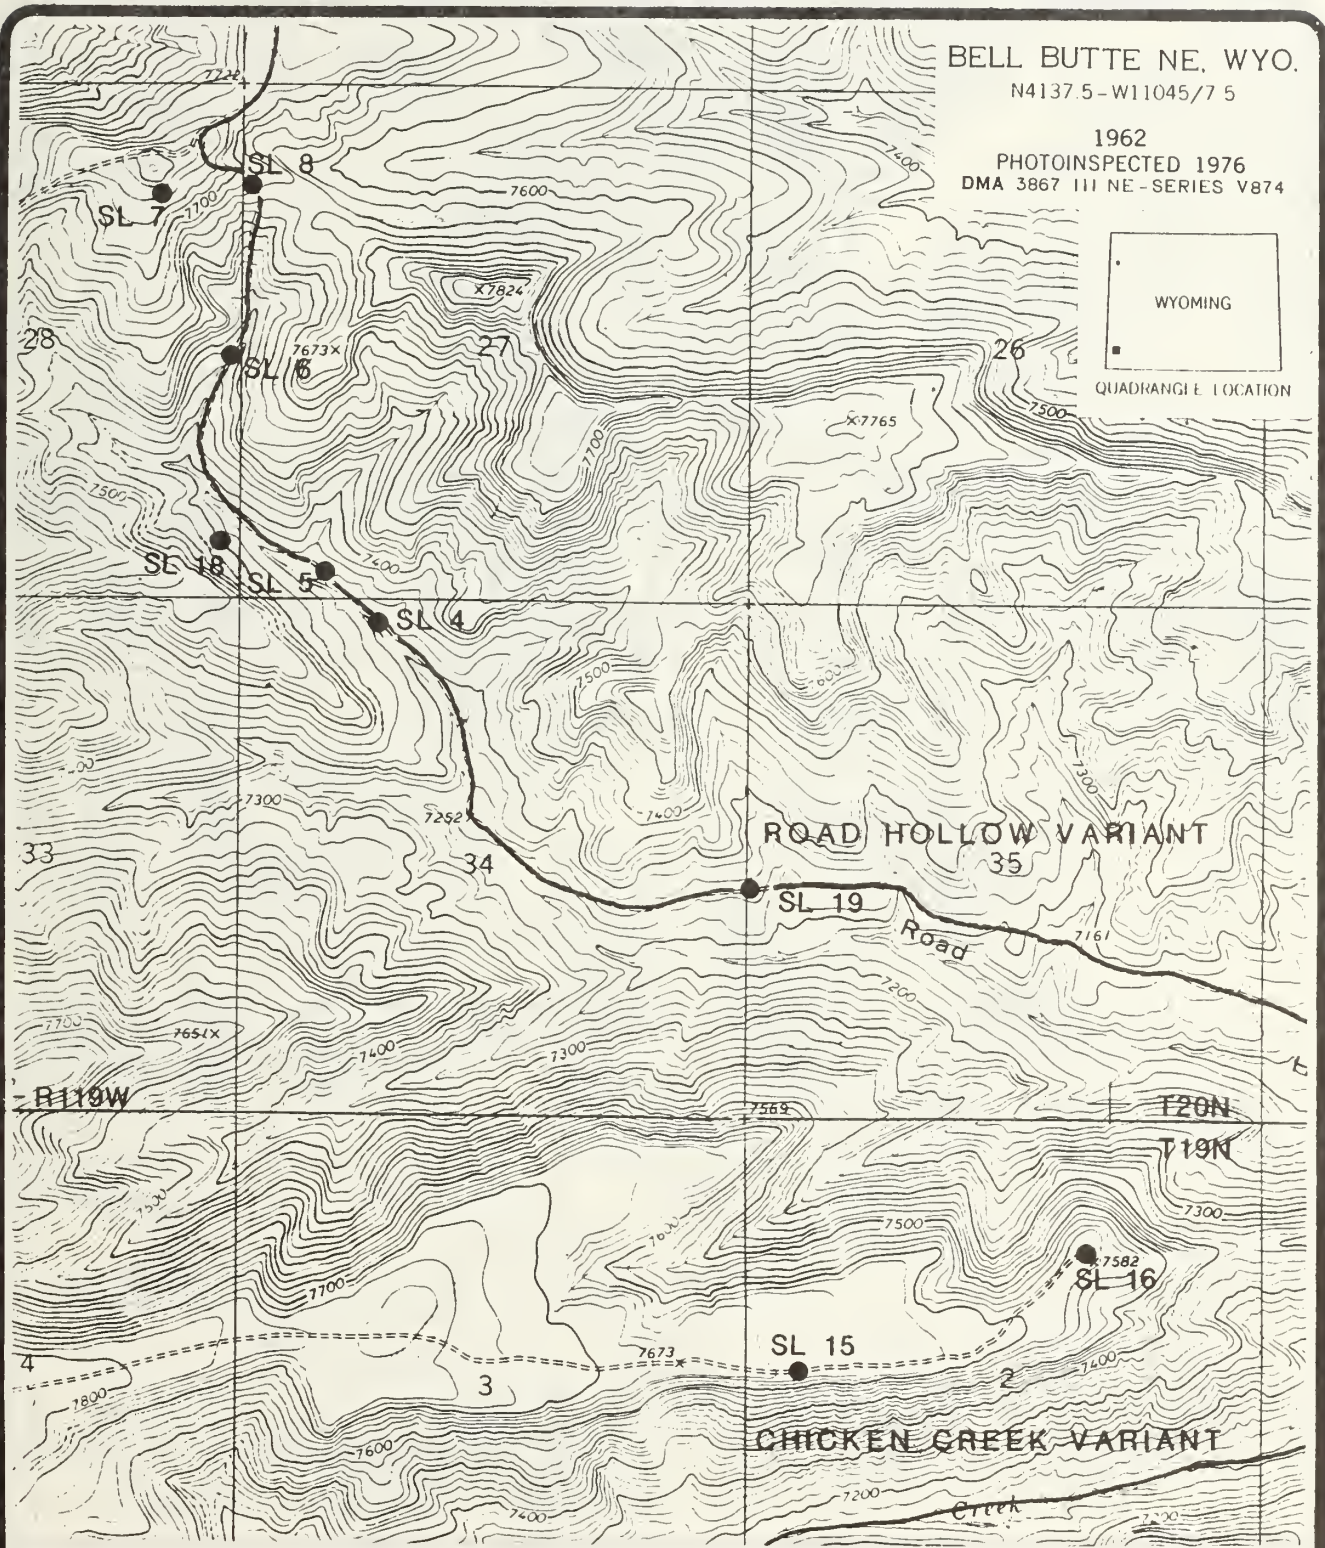 BELL BUTTE NE, WYO.
N4137.5-W11045/7 5
1962
PHOTOINSPECTED 1976
DMA 3867 III NE-SERIES V874
WYOMING
QUADRANGLE LOCATION
7722
7400
SL 8
7600
SL 7
7700
7824
28
SL 6
7673
27
26
7500
7765
7700
7500
SL 18
SL 5
7400
SL 4
7500
7300
7300
7252
7400
ROAD HOLLOW VARIANT
33
34
35
SL 19
Road
7161
7200
7700
7651
7400
7300
R119W
7569
T20N
T19N
7500
7600
7500
7300
7700
7582
SL 16
SL 15
7673
4
3
2
7400
7800
CHICKEN CREEK VARIANT
7600
7200
Creek
7400
7200